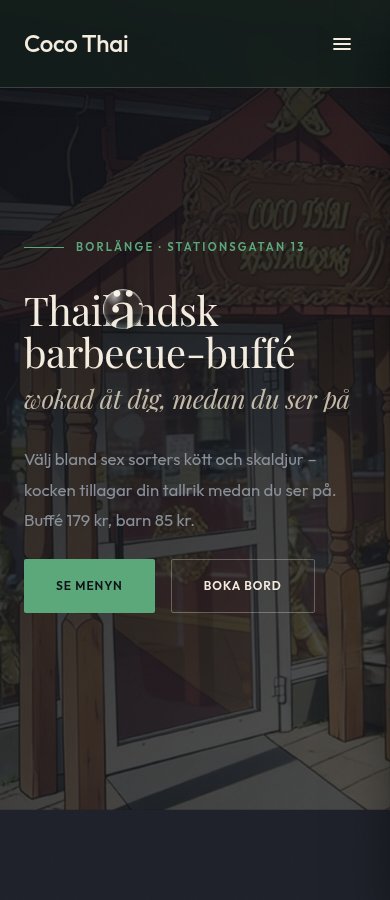 Coco Thai
COCO THAI
BORLÄNGE · STATIONSGATAN 13
Thailändsk
barbecue-buffé
wokad åt dig, medan du ser på
Välj bland sex sorters kött och skaldjur –
kocken tillagar din tallrik medan du ser på.
Buffé 179 kr, barn 85 kr.
SE MENYN
BOKA BORD